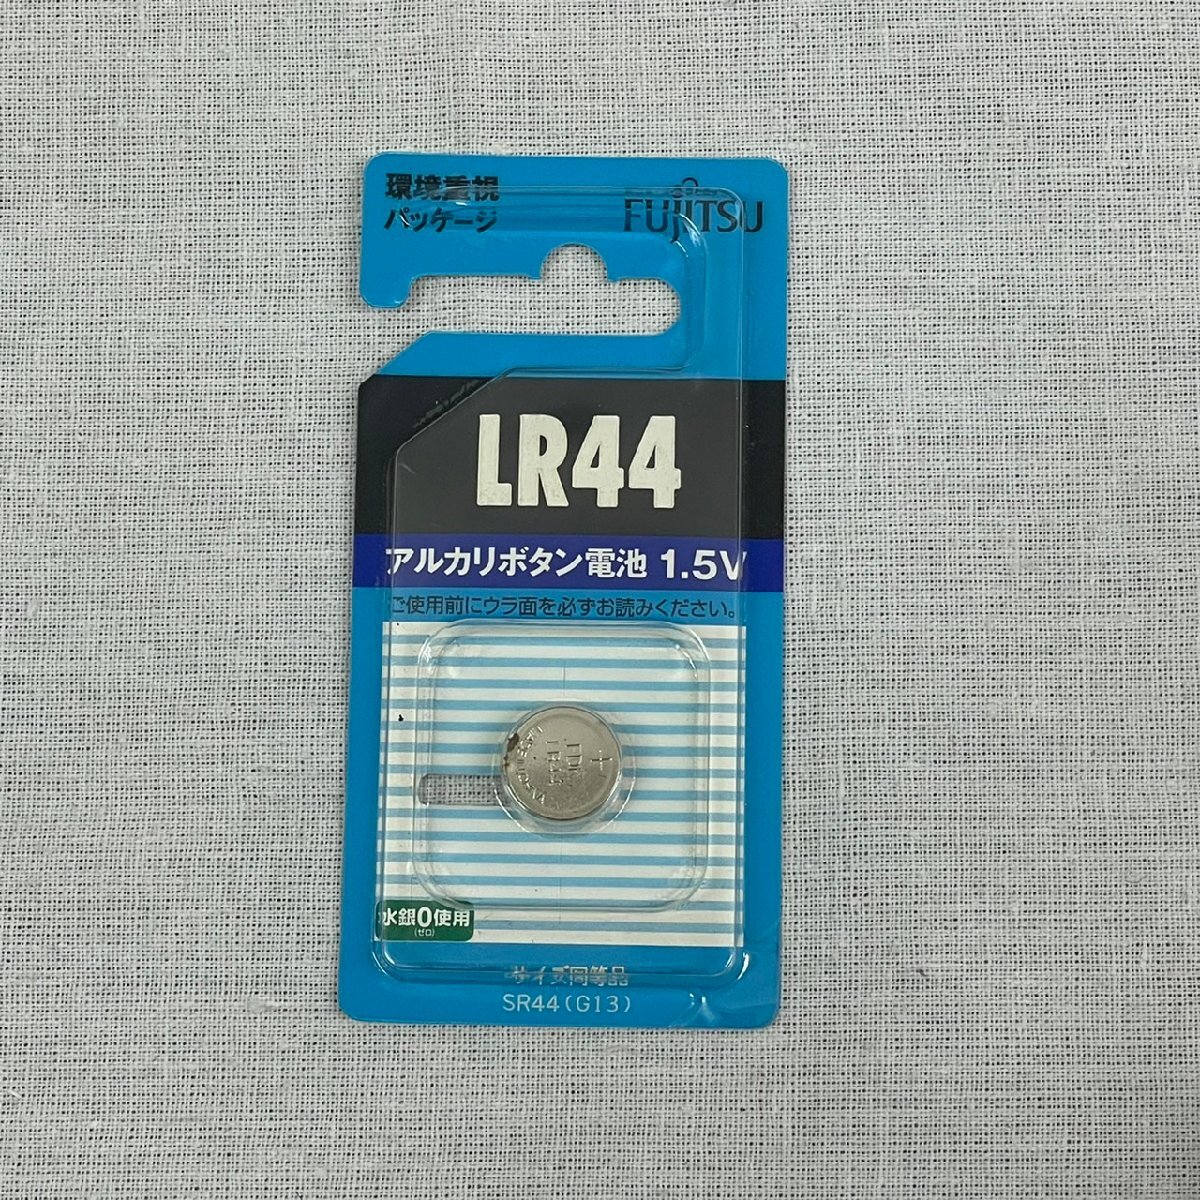 環境重視
パッケージ
FUJITSU
LR44
アルカリボタン電池 1.5V
ご使用前にウラ面を必ずお読みください。
+
LR44
水銀0使用
(ゼロ)
サイズ同等品
SR44(G13)